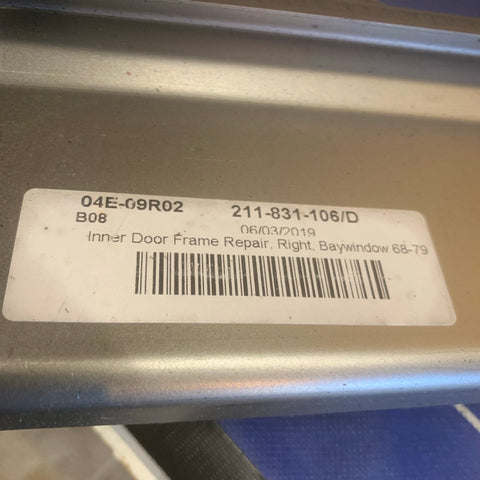 04E-09R02 211-831-106/D
B08 06/03/2019
Inner Door Frame Repair, Right, Baywindow 68-79